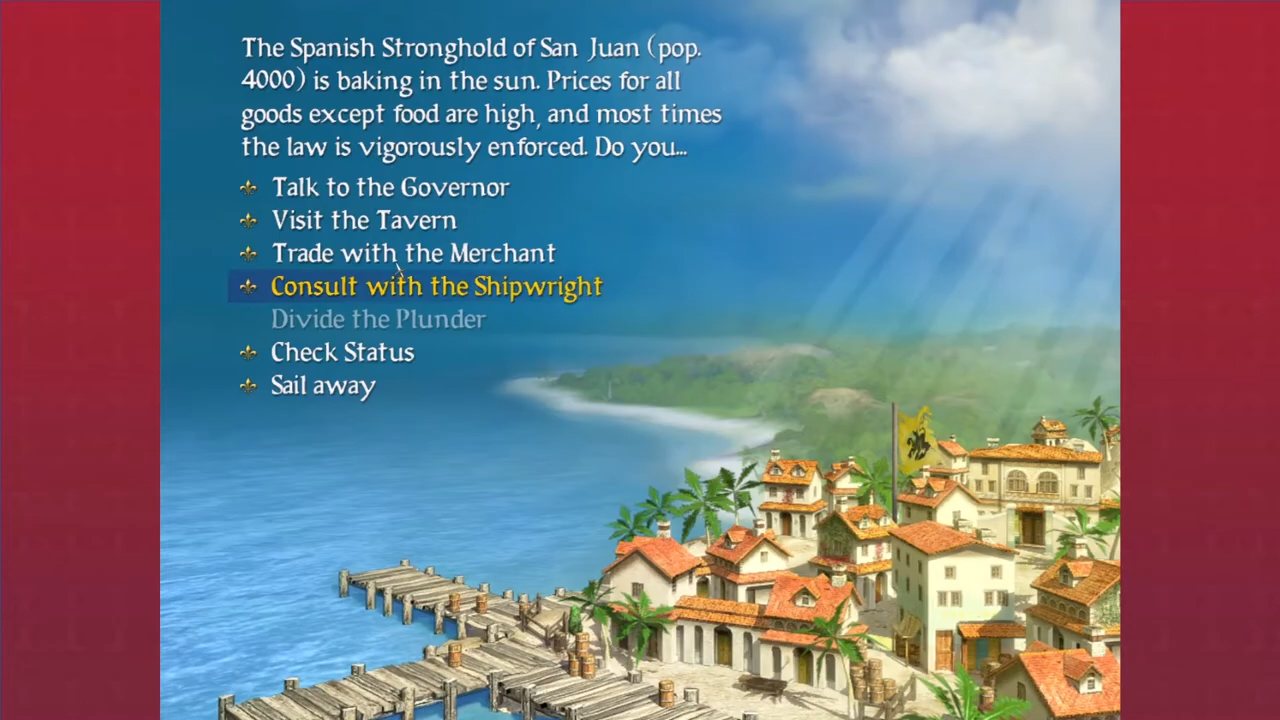 The Spanish Stronghold of San Juan (pop.
4000) is baking in the sun. Prices for all
goods except food are high, and most times
the law is vigorously enforced. Do you...
Talk to the Governor
Visit the Tavern
Trade with the Merchant
Consult with the Shipwright
Divide the Plunder
Check Status
Sail away